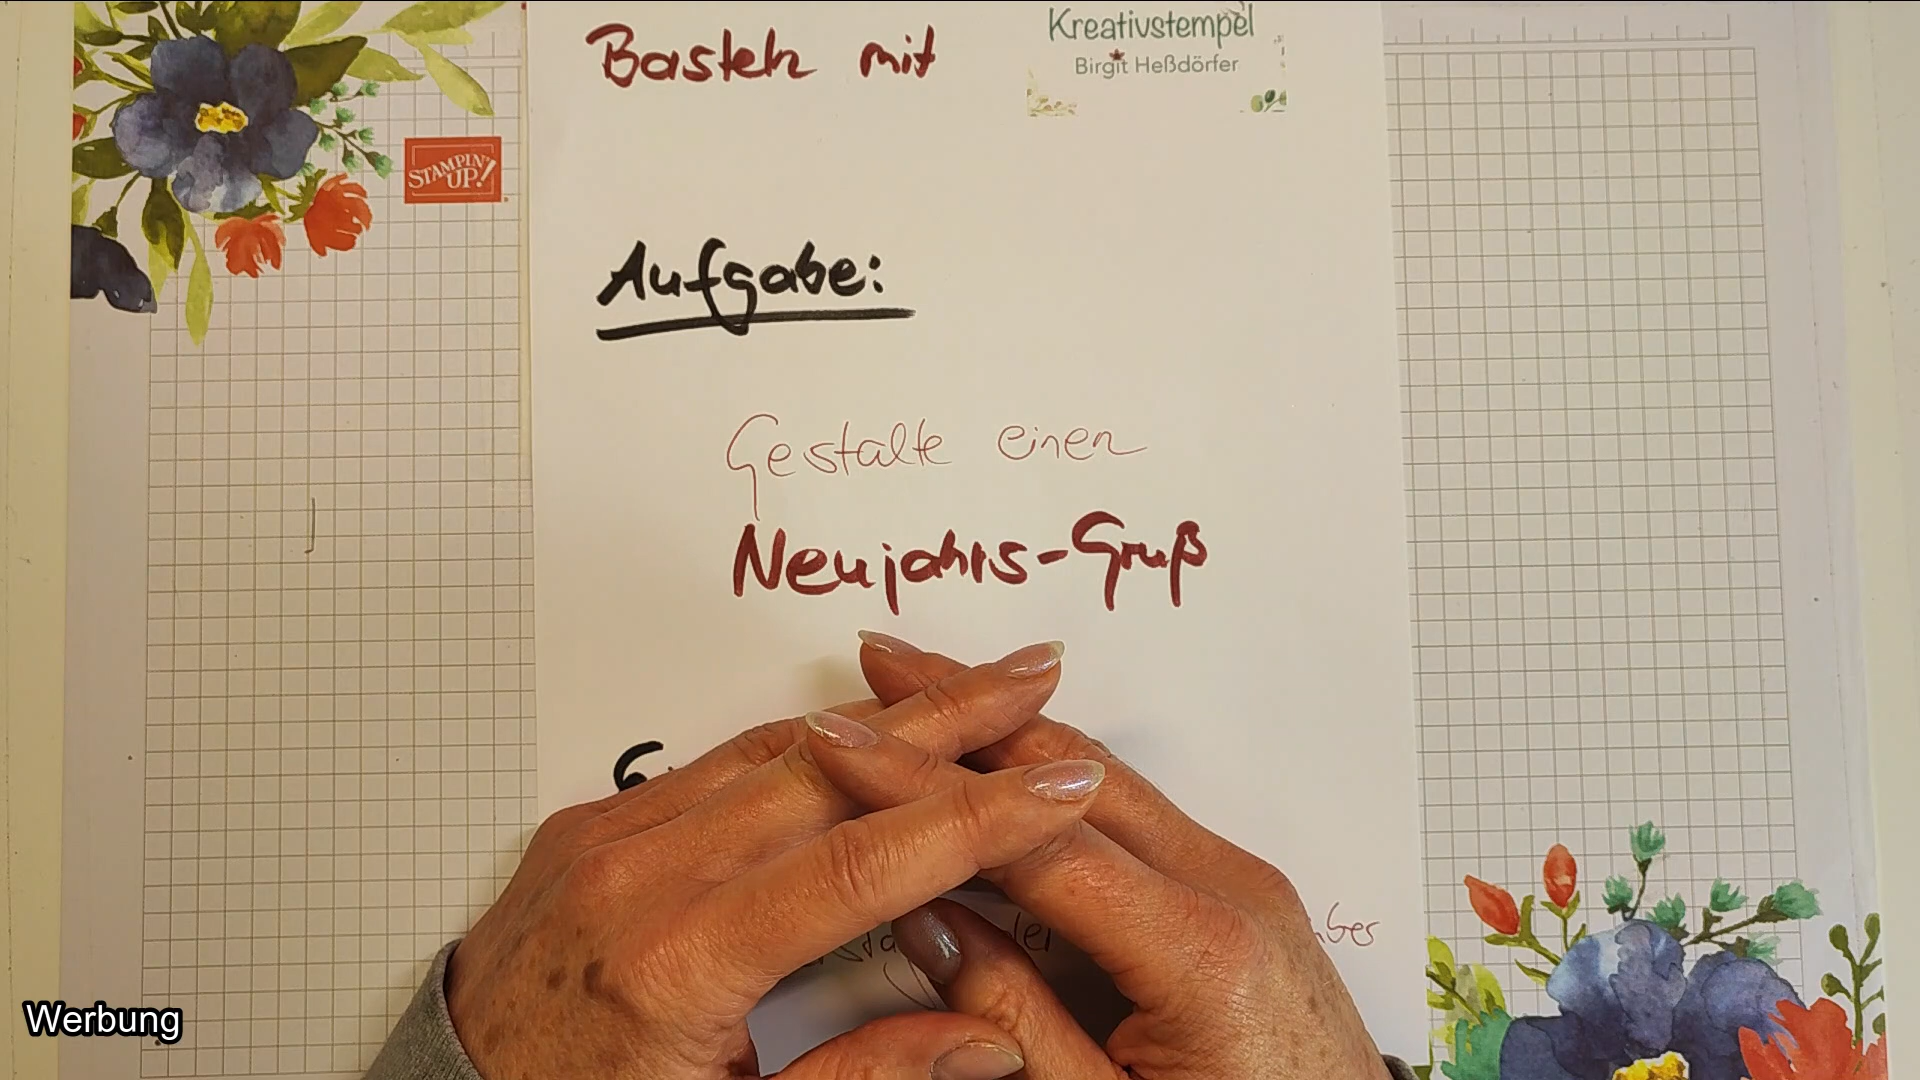 Basteln mit
Kreativstempel
Birgit Heßdörfer
STAMPIN' UP!
Aufgabe:
Gestalte einen
Neujahrs-Gruß
Werbung